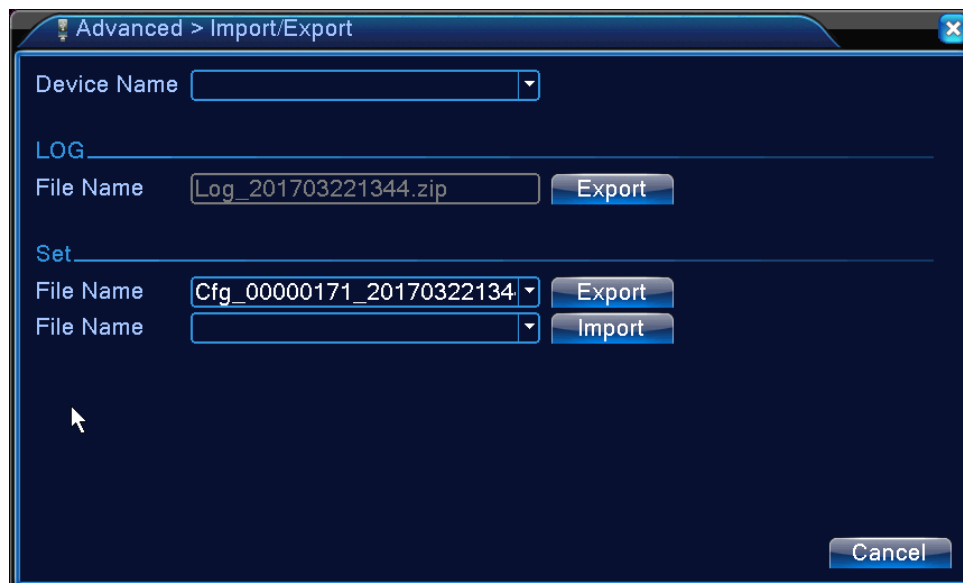 Advanced > Import/Export
Device Name
LOG
File Name Log_201703221344.zip Export
Set
File Name Cfg_00000171_20170322134 Export
File Name Import
Cancel